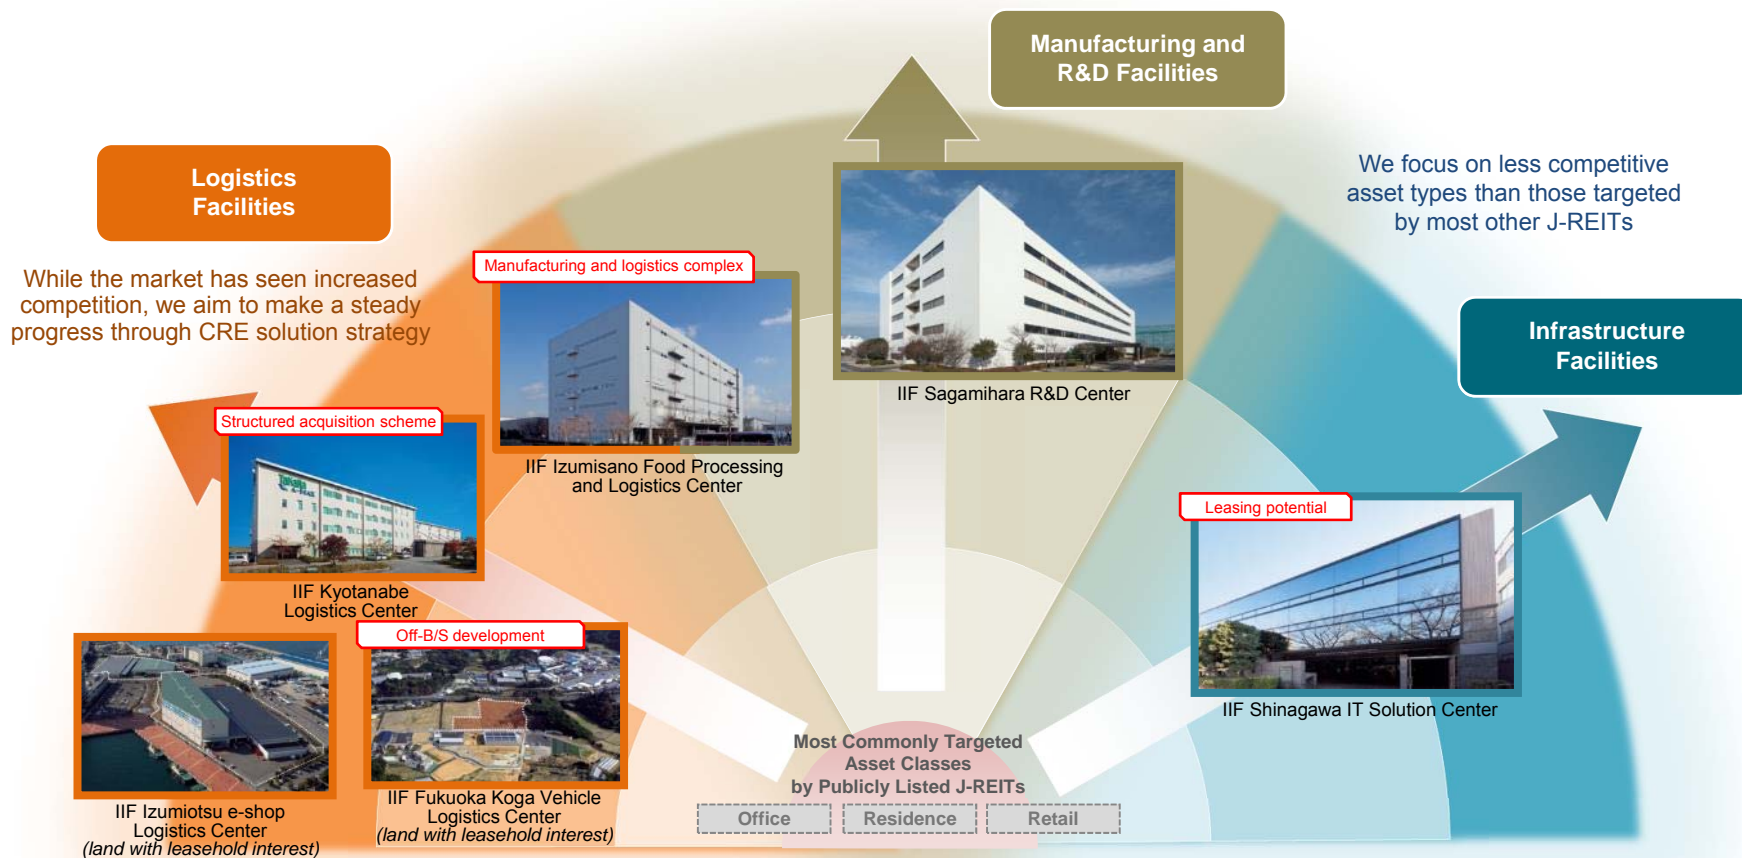 Manufacturing and
R&D Facilities
Logistics
Facilities
We focus on less competitive
asset types than those targeted
by most other J-REITs
While the market has seen increased
competition, we aim to make a steady
progress through CRE solution strategy
Manufacturing and logistics complex
Infrastructure
Facilities
IIF Sagamihara R&D Center
Structured acquisition scheme
IIF Izumisano Food Processing
and Logistics Center
Leasing potential
IIF Kyotanabe
Logistics Center
Off-B/S development
IIF Shinagawa IT Solution Center
Most Commonly Targeted
Asset Classes
by Publicly Listed J-REITs
Office
Residence
Retail
IIF Izumiotsu e-shop
Logistics Center
(land with leasehold interest)
IIF Fukuoka Koga Vehicle
Logistics Center
(land with leasehold interest)